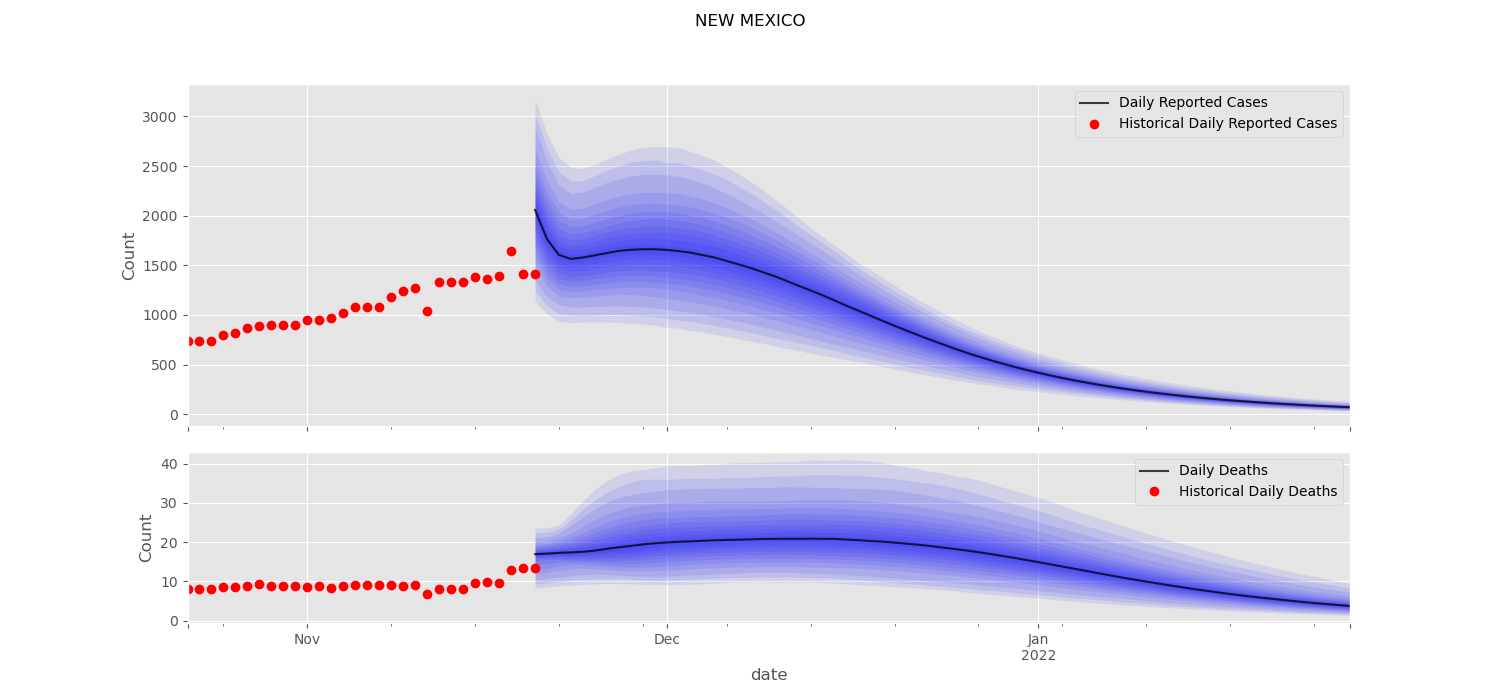 NEW MEXICO
3000
2500
2000
1500
1000
500
0
Count
Daily Reported Cases
Historical Daily Reported Cases
40
30
20
10
0
Count
Daily Deaths
Historical Daily Deaths
Nov
Dec
Jan
2022
date